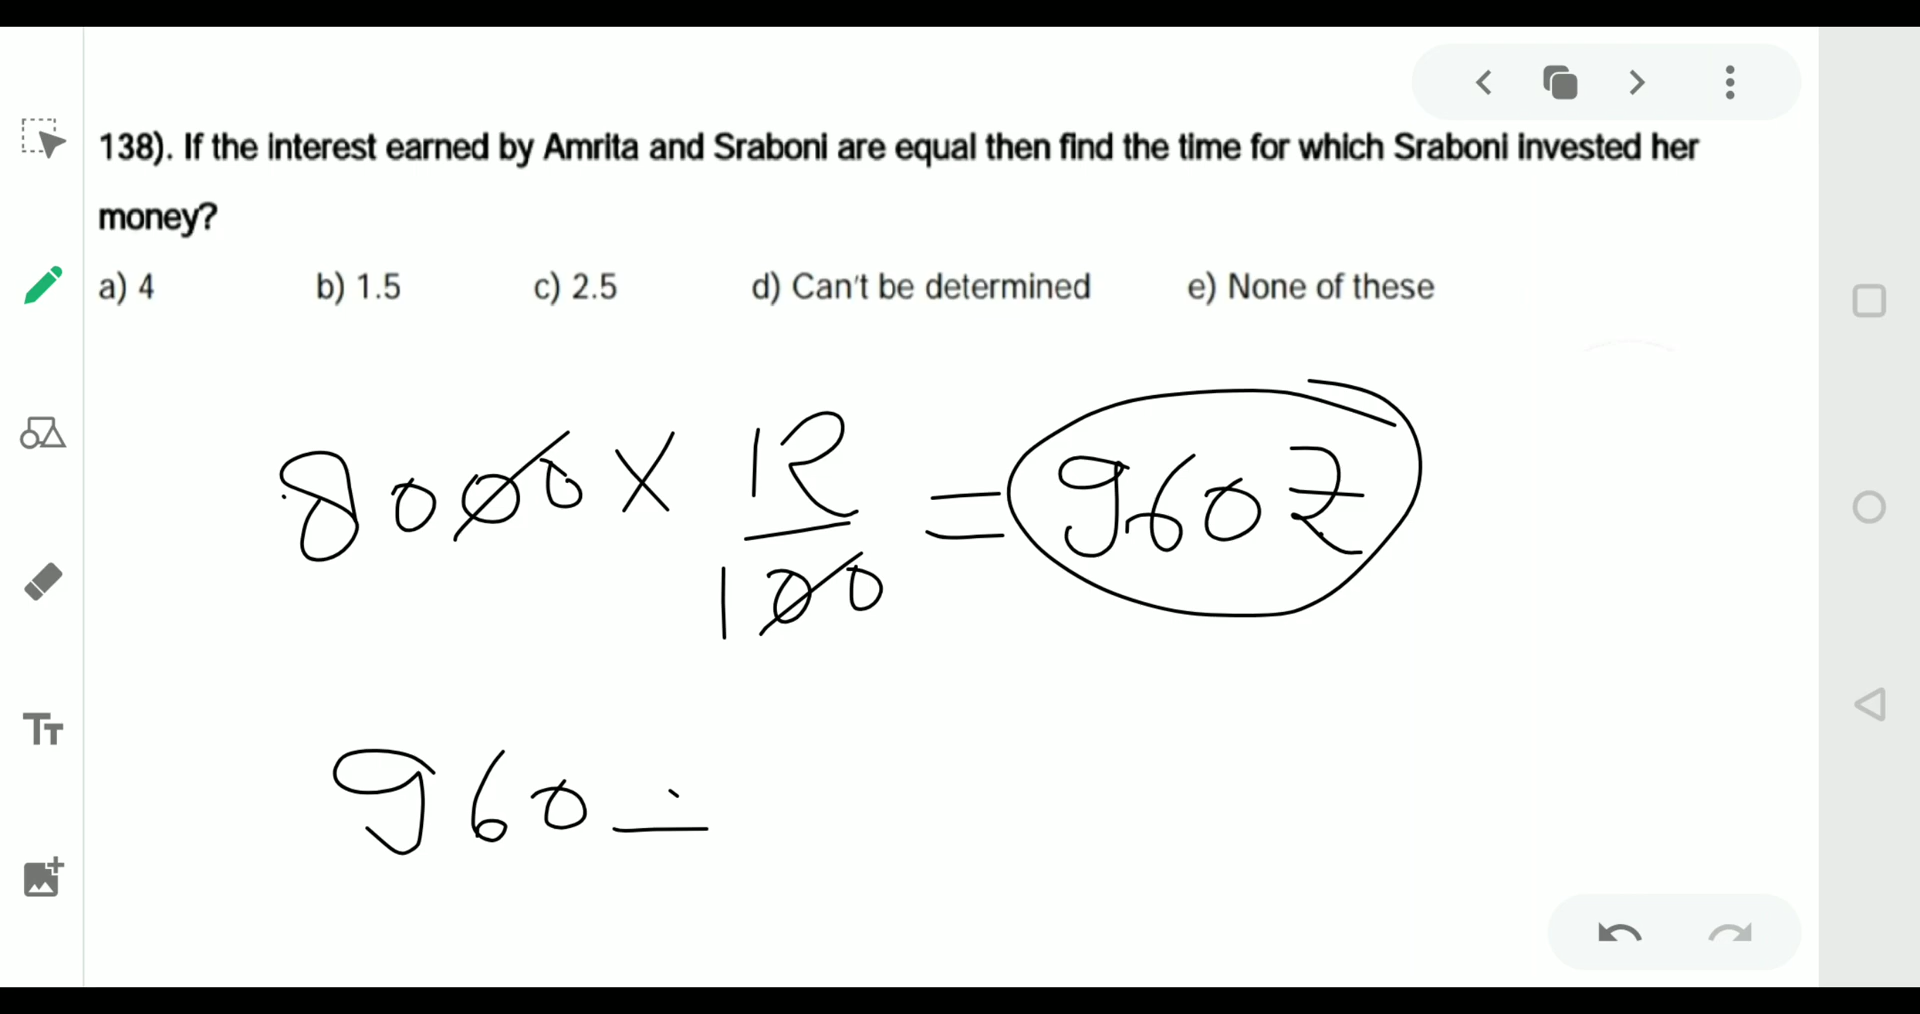 138). If the interest earned by Amrita and Sraboni are equal then find the time for which Sraboni invested her
money?
a) 4 b) 1.5 c) 2.5 d) Can't be determined e) None of these
8000 × 12/100 = 960₹
960 =
TT